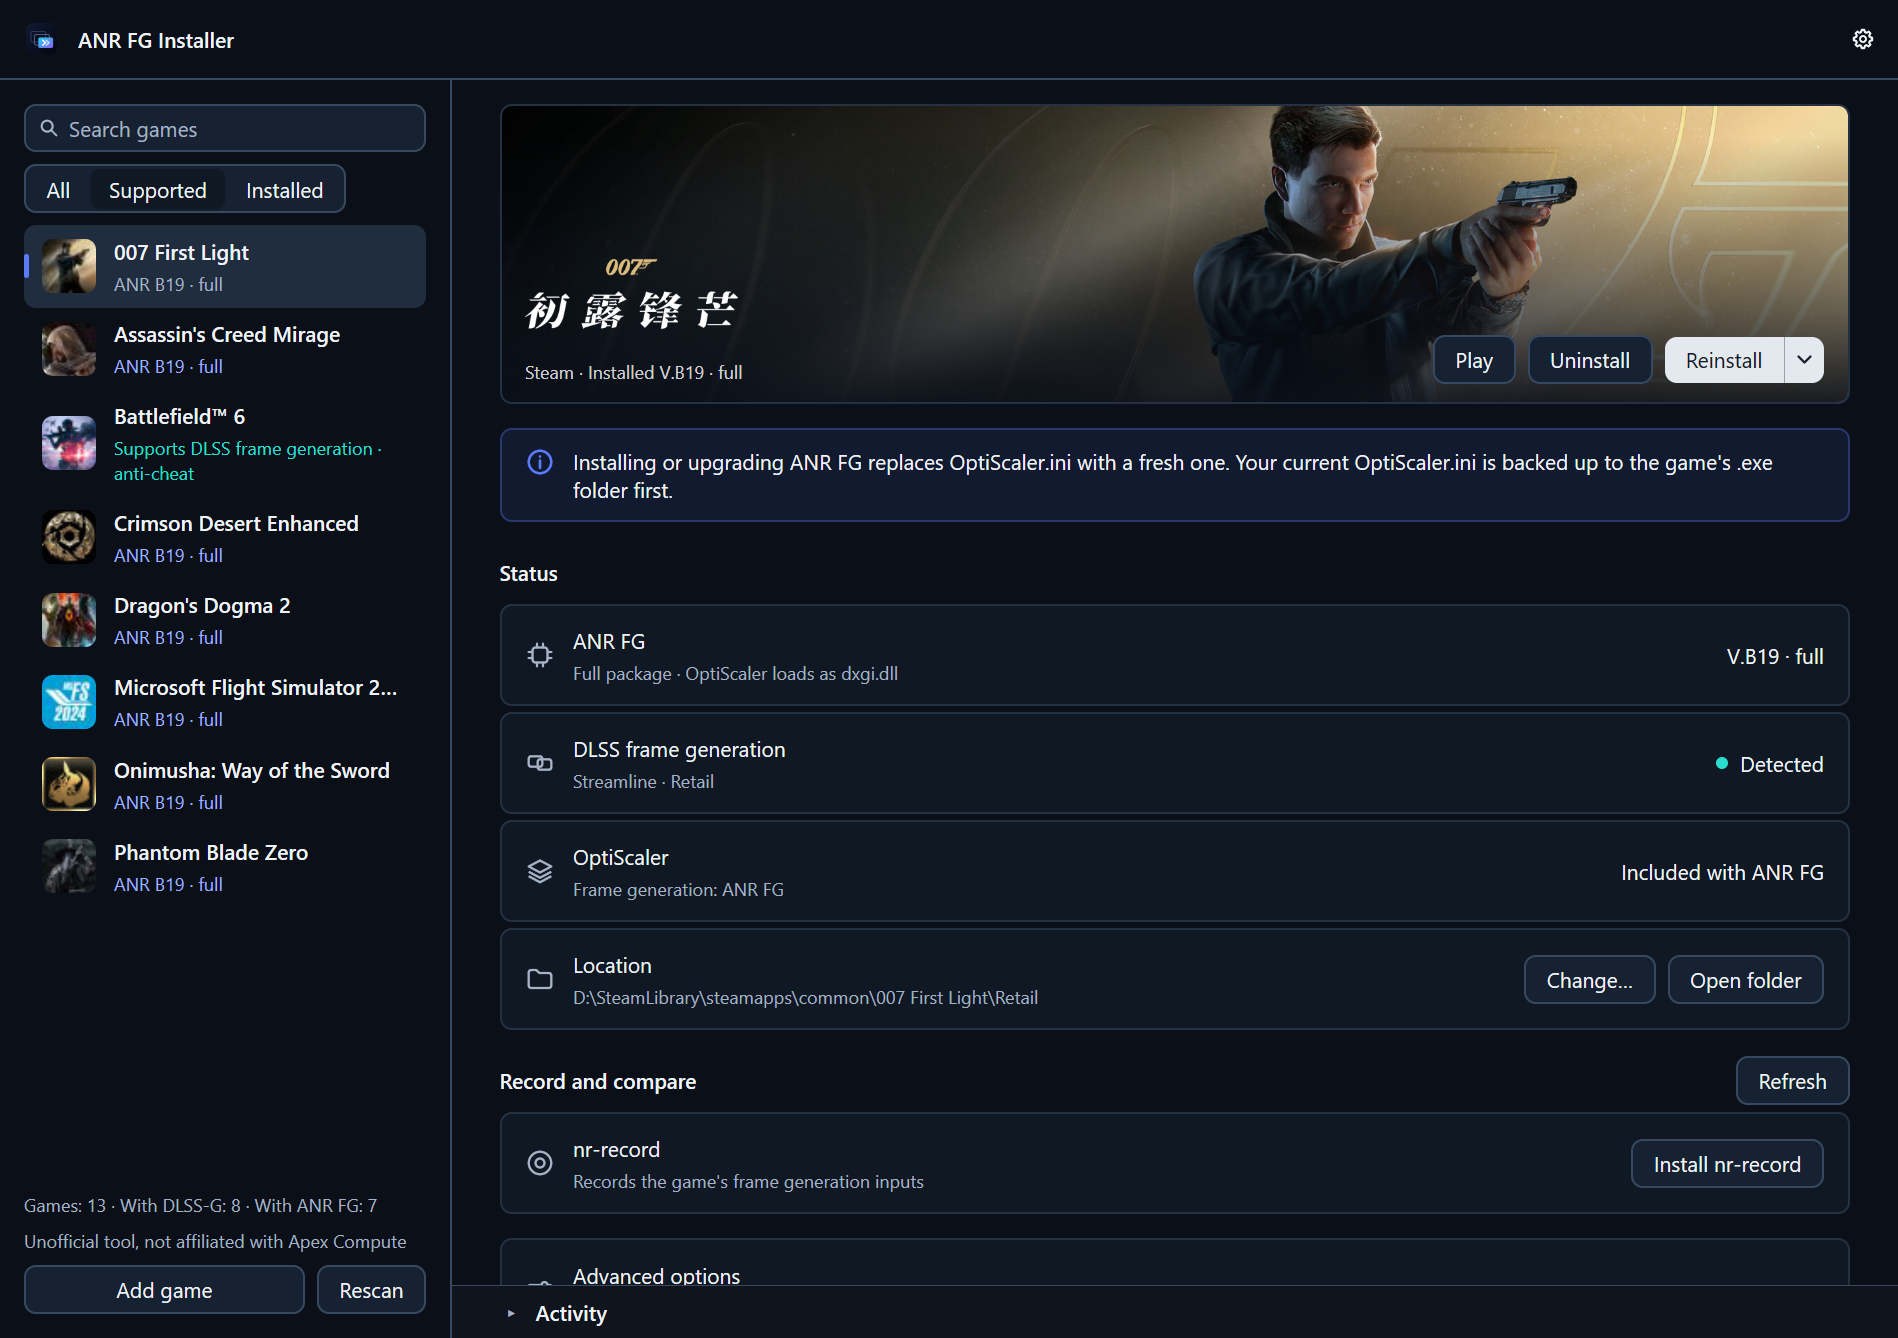 ANR FG Installer
Search games
All
Supported
Installed
007 First Light
ANR B19 · full
Assassin's Creed Mirage
ANR B19 · full
Battlefield™ 6
Supports DLSS frame generation ·
anti-cheat
Crimson Desert Enhanced
ANR B19 · full
Dragon's Dogma 2
ANR B19 · full
FS
2024
Microsoft Flight Simulator 2...
ANR B19 · full
Onimusha: Way of the Sword
ANR B19 · full
Phantom Blade Zero
ANR B19 · full
Games: 13 · With DLSS-G: 8 · With ANR FG: 7
Unofficial tool, not affiliated with Apex Compute
Add game
Rescan
007
初露锋芒
Steam · Installed V.B19 · full
Play
Uninstall
Reinstall
Installing or upgrading ANR FG replaces OptiScaler.ini with a fresh one. Your current OptiScaler.ini is backed up to the game's .exe
folder first.
Status
ANR FG
Full package · OptiScaler loads as dxgi.dll
V.B19 · full
DLSS frame generation
Streamline · Retail
Detected
OptiScaler
Frame generation: ANR FG
Included with ANR FG
Location
D:\SteamLibrary\steamapps\common\007 First Light\Retail
Change...
Open folder
Record and compare
Refresh
nr-record
Records the game's frame generation inputs
Install nr-record
Advanced options
Activity